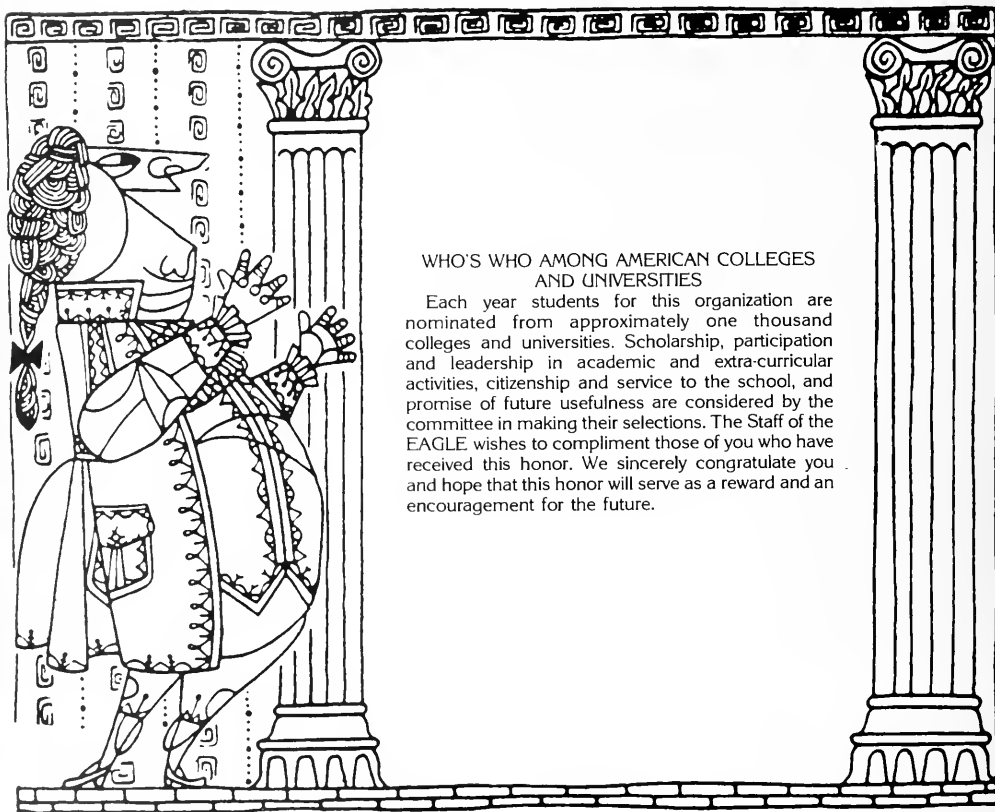 WHO'S WHO AMONG AMERICAN COLLEGES
AND UNIVERSITIES
Each year students for this organization are
nominated from approximately one thousand
colleges and universities. Scholarship, participation
and leadership in academic and extra-curricular
activities, citizenship and service to the school, and
promise of future usefulness are considered by the
committee in making their selections. The Staff of the
EAGLE wishes to compliment those of you who have
received this honor. We sincerely congratulate you
and hope that this honor will serve as a reward and an
encouragement for the future.